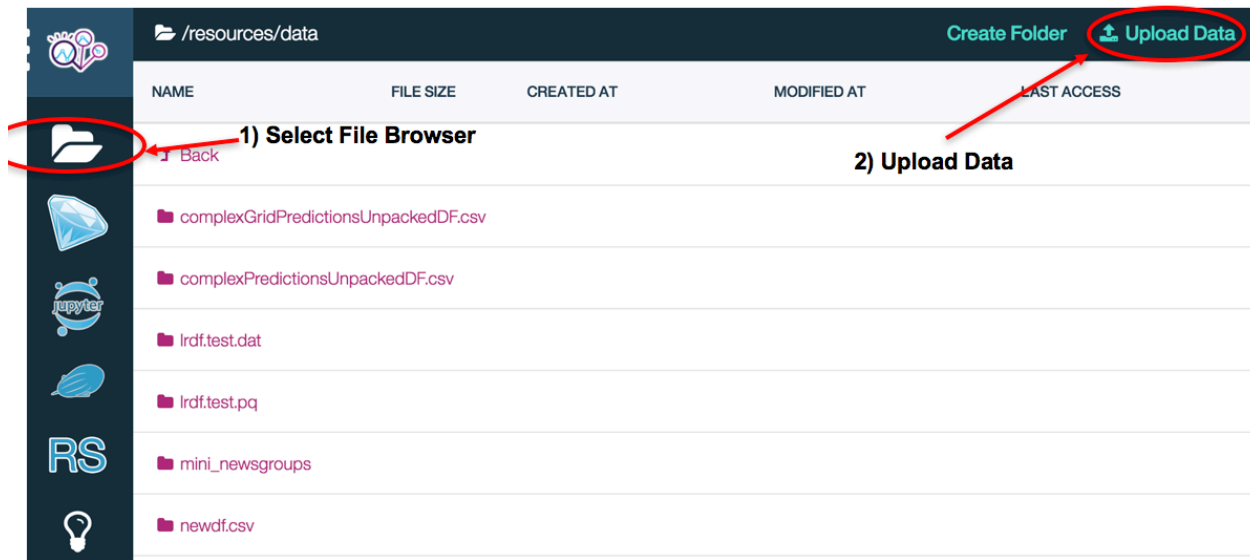 /resources/data
Create Folder
Upload Data
NAME
FILE SIZE
CREATED AT
MODIFIED AT
LAST ACCESS
1) Select File Browser
Back
2) Upload Data
complexGridPredictionsUnpackedDF.csv
complexPredictionsUnpackedDF.csv
jupyter
lrdf.test.dat
lrdf.test.pq
RS
mini_newsgroups
newdf.csv